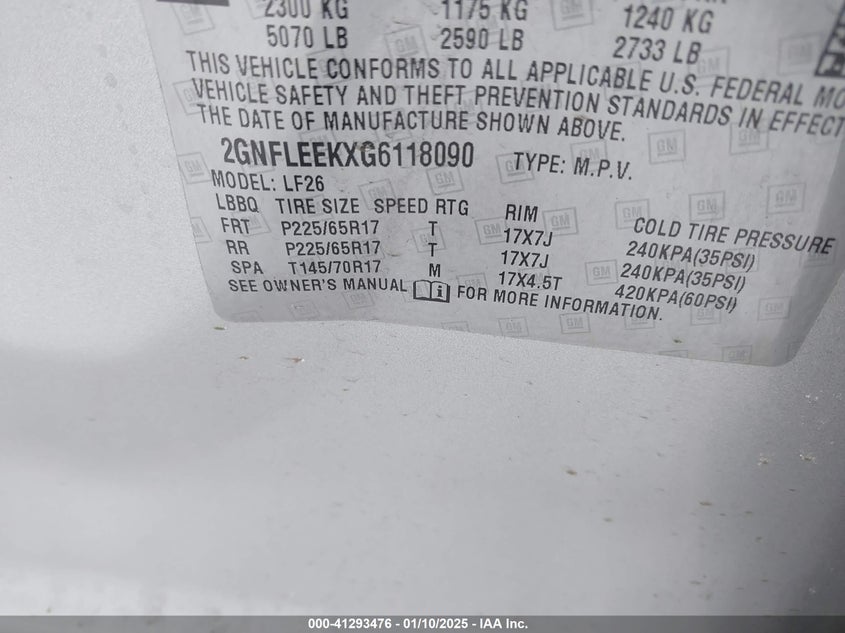 2300 KG 1175 KG 1240 KG
5070 LB 2590 LB 2733 LB
THIS VEHICLE CONFORMS TO ALL APPLICABLE U.S. FEDERAL MO
VEHICLE SAFETY AND THEFT PREVENTION STANDARDS IN EFFECT
THE DATE OF MANUFACTURE SHOWN ABOVE.
2GNFLEEKXG6118090 TYPE: M.P.V.
MODEL: LF26
LBBQ TIRE SIZE SPEED RTG RIM COLD TIRE PRESSURE
FRT P225/65R17 T 17X7J 240KPA(35PSI)
RR P225/65R17 T 17X7J 240KPA(35PSI)
SPA T145/70R17 M 17X4.5T 420KPA(60PSI)
SEE OWNER'S MANUAL FOR MORE INFORMATION.
000-41293476 - 01/10/2025 - IAA Inc.